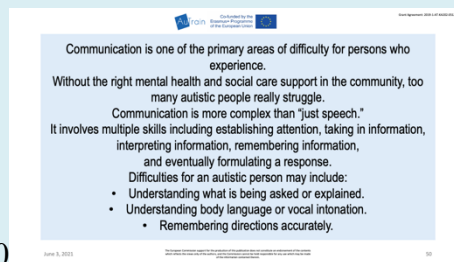 AuTrain
Co-funded by the
Erasmus+ Programme
of the European Union
Communication is one of the primary areas of difficulty for persons who
experience.
Without the right mental health and social care support in the community, too
many autistic people really struggle.
Communication is more complex than “just speech.”
It involves multiple skills including establishing attention, taking in information,
interpreting information, remembering information,
and eventually formulating a response.
Difficulties for an autistic person may include:
• Understanding what is being asked or explained.
• Understanding body language or vocal intonation.
• Remembering directions accurately.
June 3, 2021
50